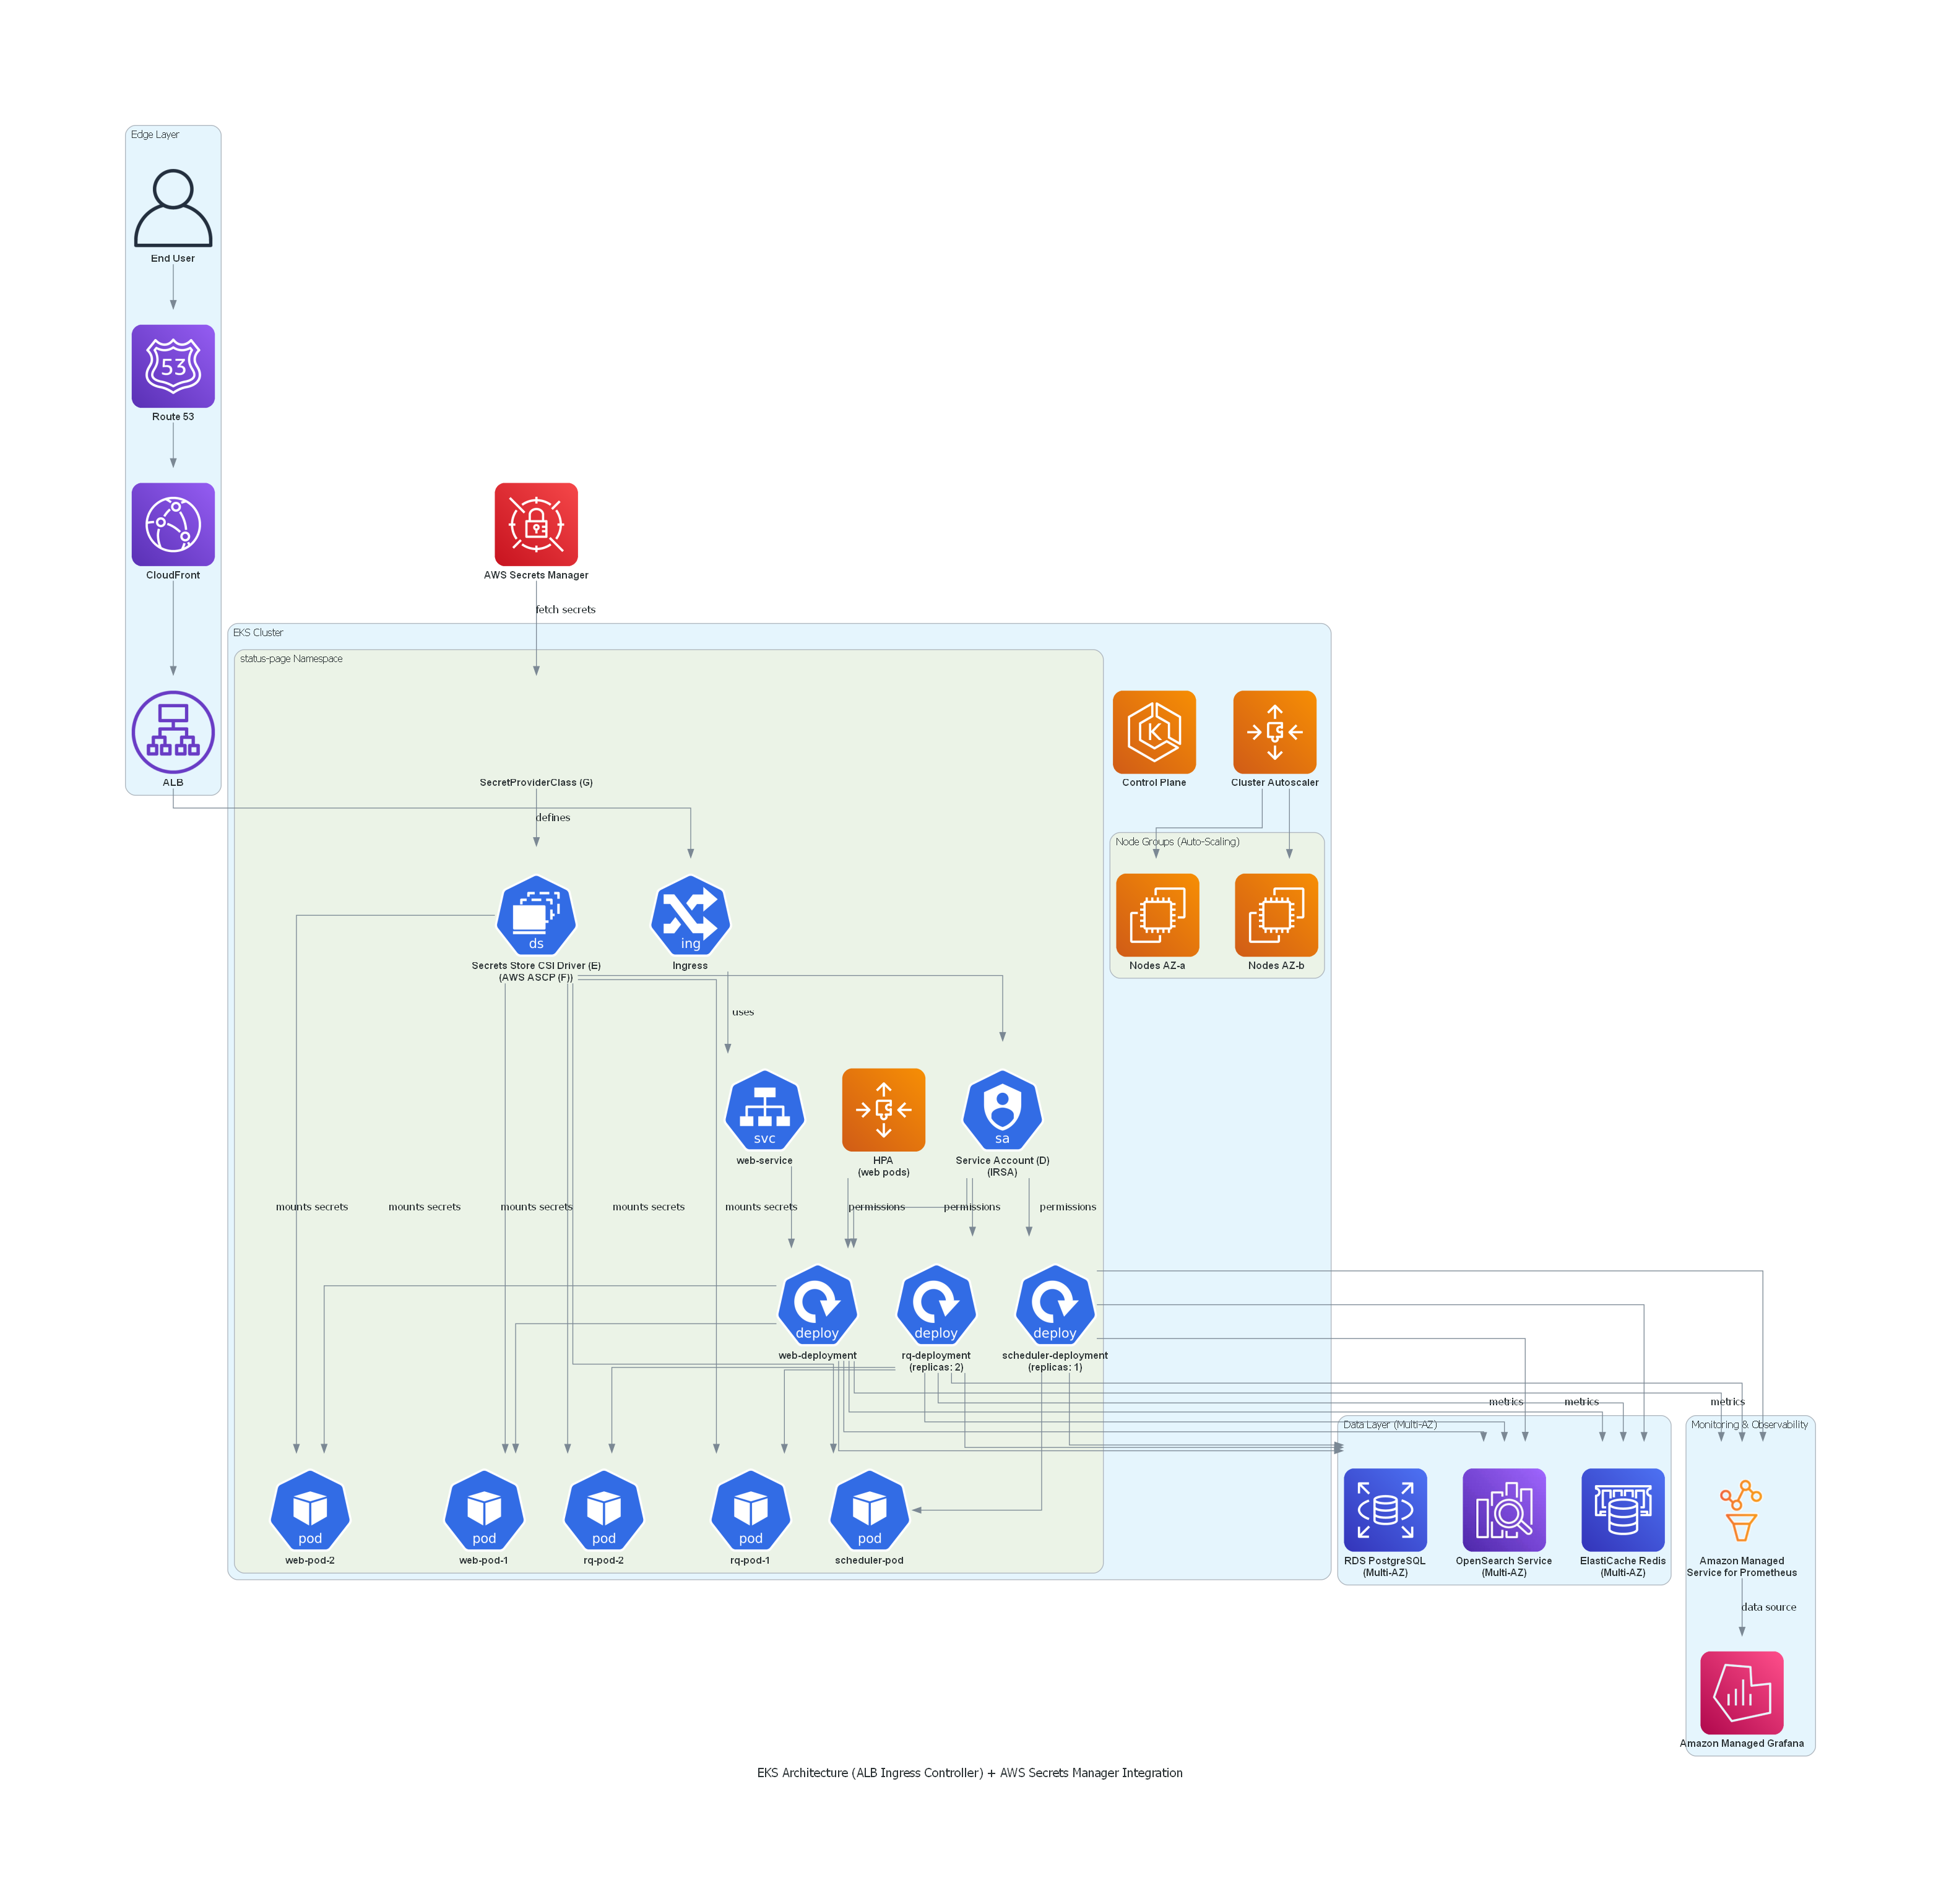 Edge Layer
End User
53
Route 53
CloudFront
ALB
AWS Secrets Manager
fetch secrets
EKS Cluster
status-page Namespace
SecretProviderClass (G)
defines
K
Control Plane
Cluster Autoscaler
Node Groups (Auto-Scaling)
Nodes AZ-a
Nodes AZ-b
ds
Secrets Store CSI Driver (E)
(AWS ASCP (F))
ing
Ingress
uses
svc
web-service
HPA
(web pods)
sa
Service Account (D)
(IRSA)
mounts secrets
mounts secrets
mounts secrets
mounts secrets
mounts secrets
permissions
permissions
permissions
deploy
web-deployment
deploy
rq-deployment
(replicas: 2)
deploy
scheduler-deployment
(replicas: 1)
metrics
metrics
metrics
pod
web-pod-2
pod
web-pod-1
pod
rq-pod-2
pod
rq-pod-1
pod
scheduler-pod
Data Layer (Multi-AZ)
RDS PostgreSQL
(Multi-AZ)
OpenSearch Service
(Multi-AZ)
ElastiCache Redis
(Multi-AZ)
Monitoring & Observability
Amazon Managed
Service for Prometheus
data source
Amazon Managed Grafana
EKS Architecture (ALB Ingress Controller) + AWS Secrets Manager Integration